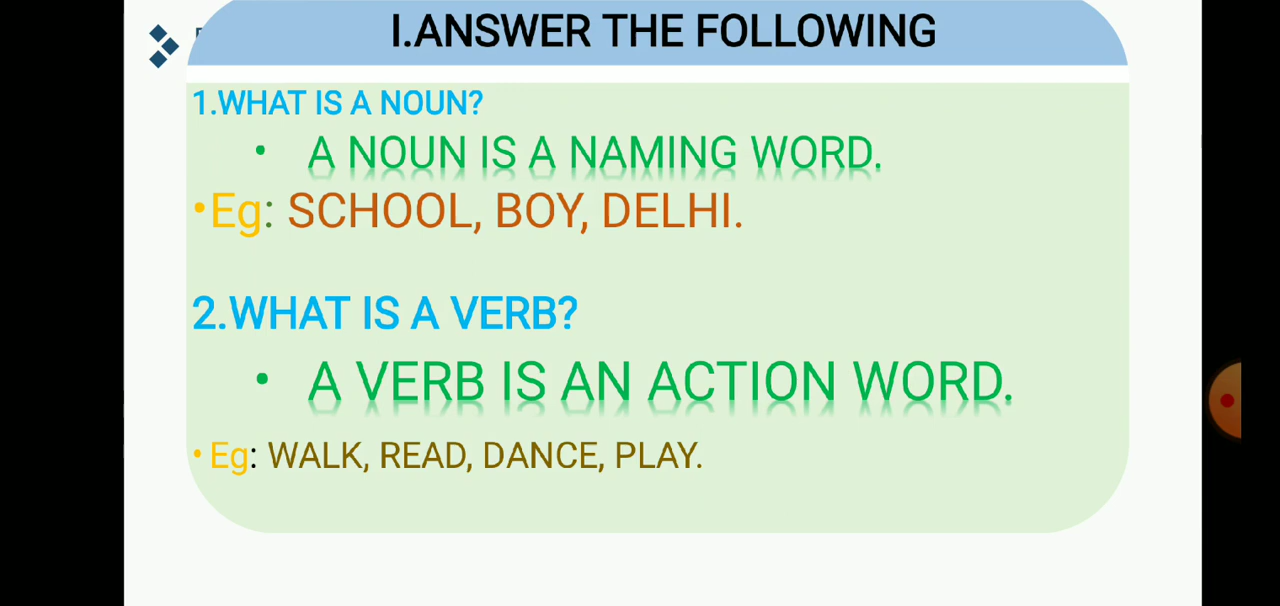 I.ANSWER THE FOLLOWING
1.WHAT IS A NOUN?
• A NOUN IS A NAMING WORD.
•Eg: SCHOOL, BOY, DELHI.
2.WHAT IS A VERB?
• A VERB IS AN ACTION WORD.
•Eg: WALK, READ, DANCE, PLAY.